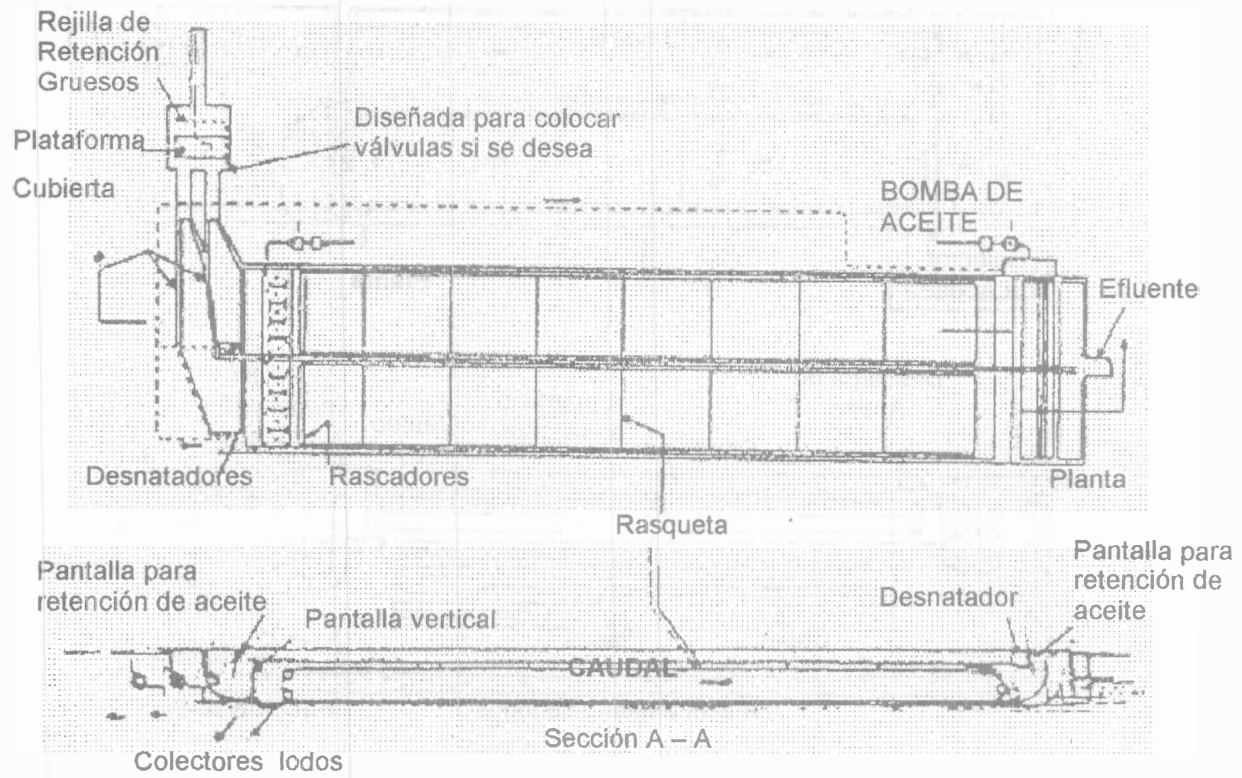 Rejilla de
Retención
Gruesos
Plataforma
Cubierta
Diseñada para colocar
válvulas si se desea
BOMBA DE
ACEITE
Efluente
Desnatadores
Rascadores
Planta
Rasqueta
Pantalla para
retención de aceite
Pantalla vertical
Desnatador
Pantalla para
retención de
aceite
CAUDAL
Sección A – A
Colectores lodos